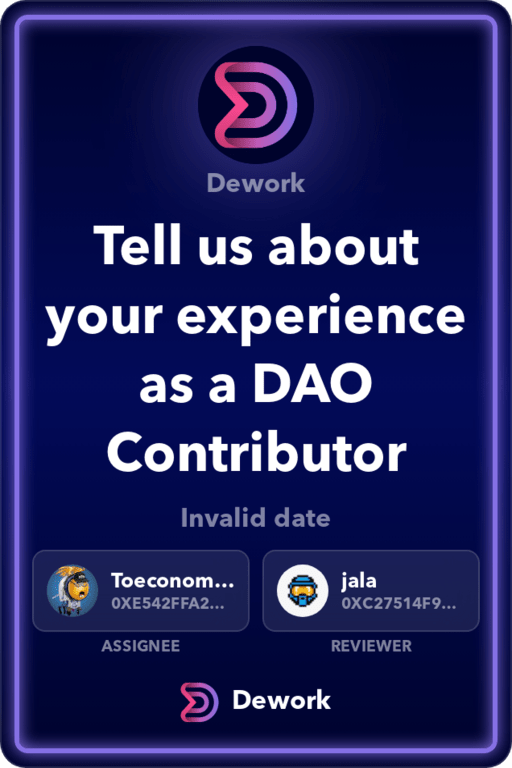 Dework
Tell us about
your experience
as a DAO
Contributor
Invalid date
Toeconom...
0XE542FFA2...
ASSIGNEE
jala
0XC27514F9...
REVIEWER
Dework